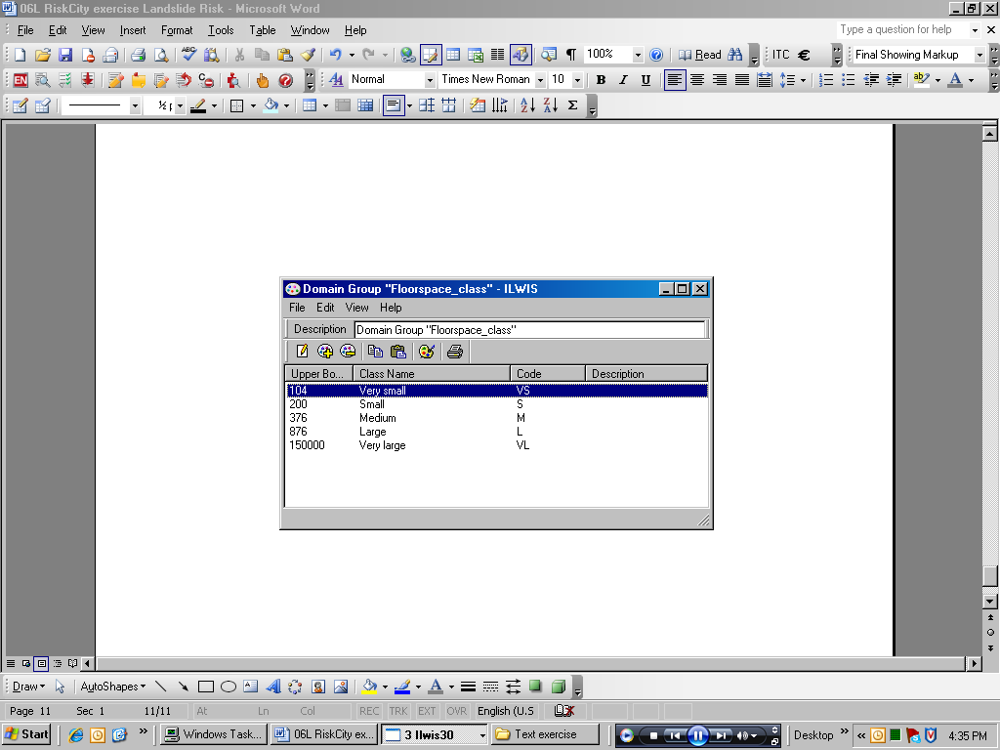 06L RiskCity exercise Landslide Risk - Microsoft Word
File Edit View Insert Format Tools Table Window Help Type a question for help
100% Read ITC € Final Showing Markup
EN Normal Times New Roman 10 B I U
½
Domain Group "Floorspace_class" - ILWIS
File Edit View Help
Description Domain Group "Floorspace_class"
Upper Bo... Class Name Code Description
104 Very small VS
200 Small S
376 Medium M
876 Large L
150000 Very large VL
Draw AutoShapes
Page 11 Sec 1 11/11 At Ln Col REC TRK EXT OVR English (U.S
Start Windows Task... 06L RiskCity ex... 3 Ilwis30 Text exercise Desktop 4:35 PM